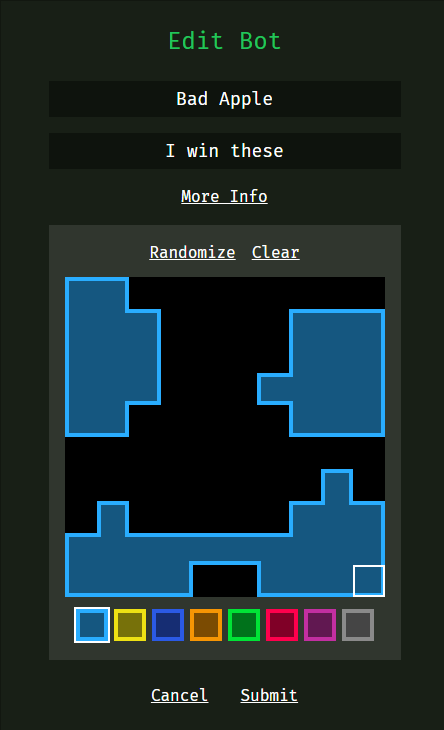 Edit Bot
Bad Apple
I win these
More Info
Randomize Clear
Cancel Submit